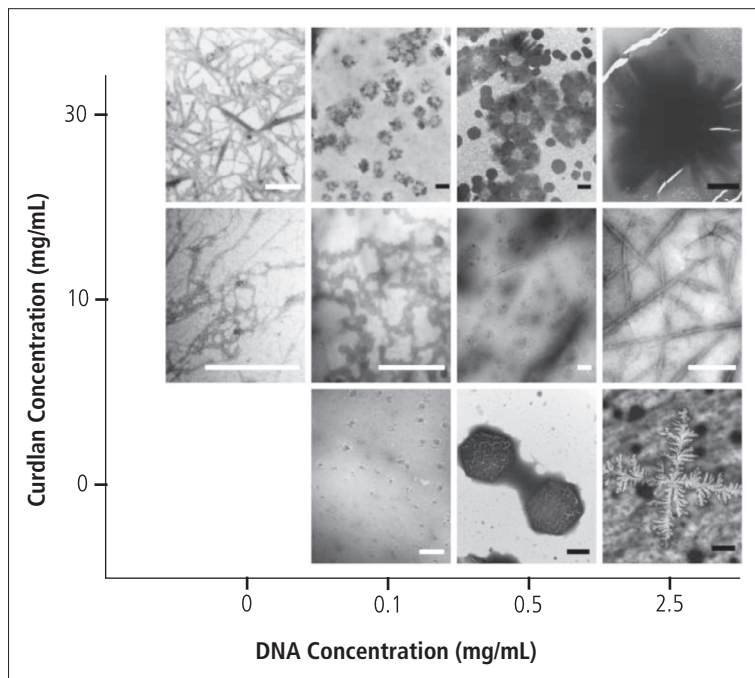 30
10
0
Curdlan Concentration (mg/mL)
0 0.1 0.5 2.5
DNA Concentration (mg/mL)